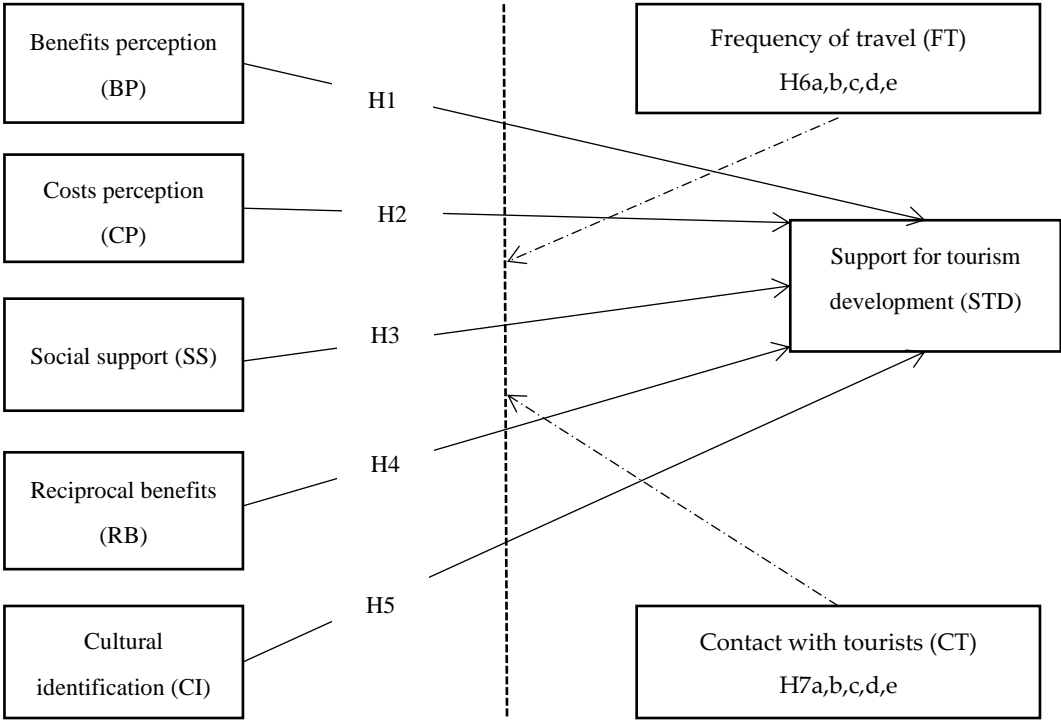 Benefits perception
(BP)
Costs perception
(CP)
Social support (SS)
Reciprocal benefits
(RB)
Cultural
identification (CI)
H1
H2
H3
H4
H5
Frequency of travel (FT)
H6a,b,c,d,e
Support for tourism
development (STD)
Contact with tourists (CT)
H7a,b,c,d,e